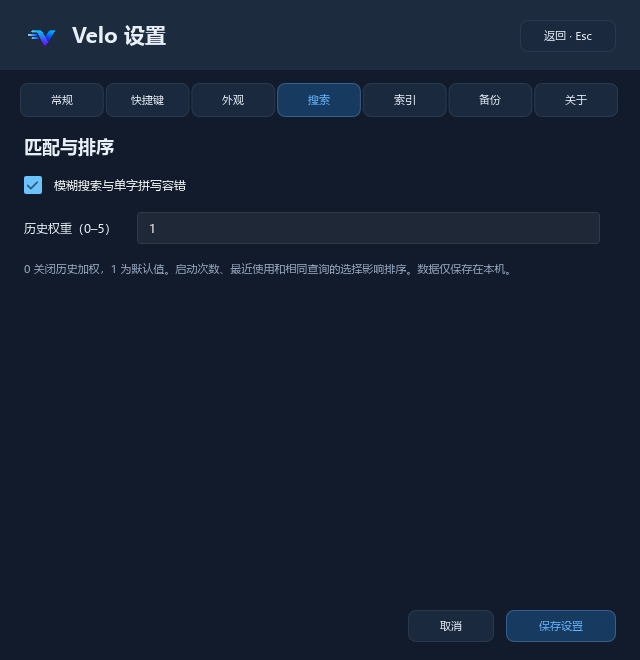 Velo 设置
返回 · Esc
常规
快捷键
外观
搜索
索引
备份
关于
匹配与排序
模糊搜索与单字拼写容错
历史权重（0–5）
1
0 关闭历史加权，1 为默认值。启动次数、最近使用和相同查询的选择影响排序。数据仅保存在本机。
取消
保存设置